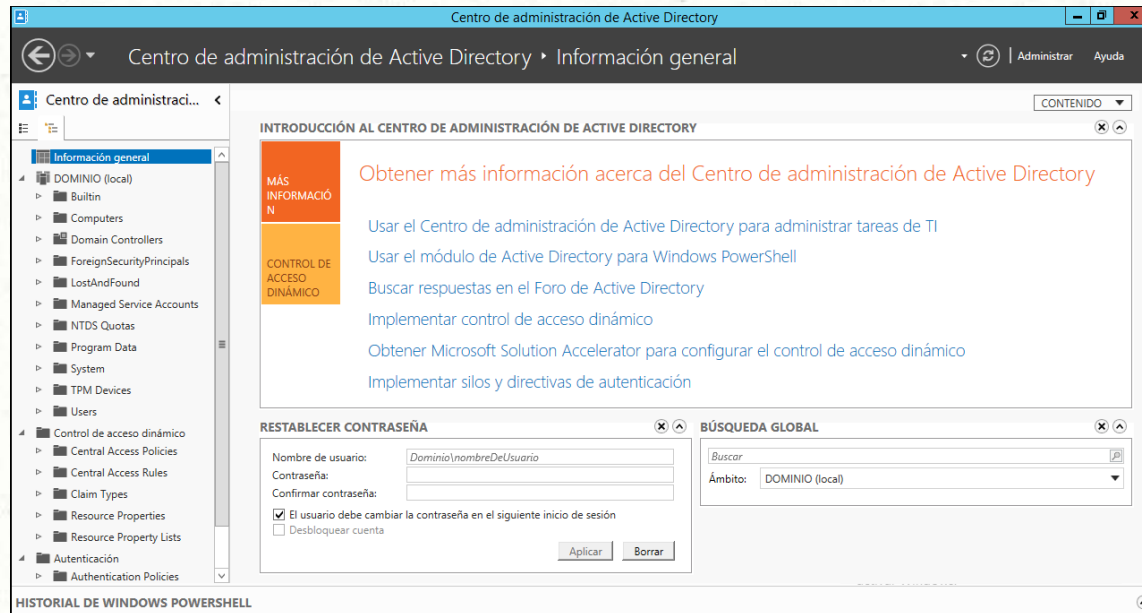 Centro de administración de Active Directory
Centro de administración de Active Directory ‣ Información general
Administrar
Ayuda
Centro de administraci...
CONTENIDO
Información general
DOMINIO (local)
Builtin
Computers
Domain Controllers
ForeignSecurityPrincipals
LostAndFound
Managed Service Accounts
NTDS Quotas
Program Data
System
TPM Devices
Users
Control de acceso dinámico
Central Access Policies
Central Access Rules
Claim Types
Resource Properties
Resource Property Lists
Autenticación
Authentication Policies
INTRODUCCIÓN AL CENTRO DE ADMINISTRACIÓN DE ACTIVE DIRECTORY
MÁS
INFORMACIÓ
N
CONTROL DE
ACCESO
DINÁMICO
Obtener más información acerca del Centro de administración de Active Directory
Usar el Centro de administración de Active Directory para administrar tareas de TI
Usar el módulo de Active Directory para Windows PowerShell
Buscar respuestas en el Foro de Active Directory
Implementar control de acceso dinámico
Obtener Microsoft Solution Accelerator para configurar el control de acceso dinámico
Implementar silos y directivas de autenticación
RESTABLECER CONTRASEÑA
Nombre de usuario:
Dominio\nombreDeUsuario
Contraseña:
Confirmar contraseña:
El usuario debe cambiar la contraseña en el siguiente inicio de sesión
Desbloquear cuenta
Aplicar
Borrar
BÚSQUEDA GLOBAL
Buscar
Ámbito:
DOMINIO (local)
HISTORIAL DE WINDOWS POWERSHELL